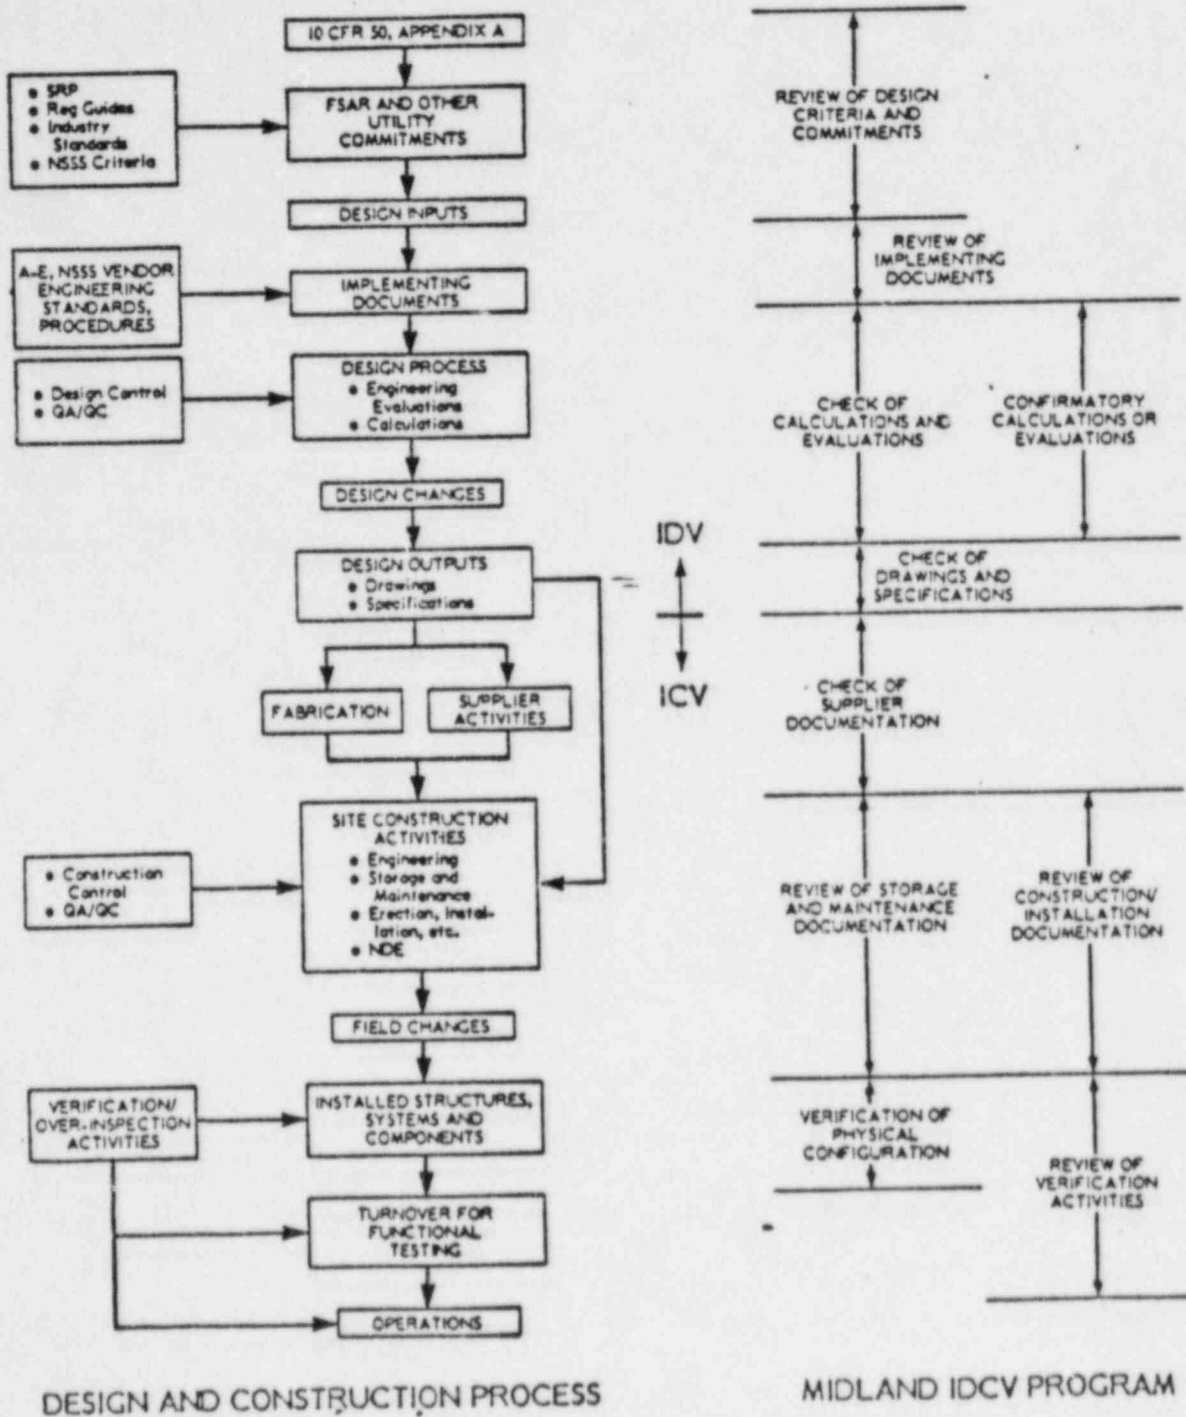 10 CFR 50, APPENDIX A
● SRP
● Reg Guides
● Industry
Standards
● NSSS Criteria
FSAR AND OTHER
UTILITY
COMMITMENTS
DESIGN INPUTS
A-E, NSSS VENDOR
ENGINEERING
STANDARDS,
PROCEDURES
IMPLEMENTING
DOCUMENTS
● Design Control
● QA/QC
DESIGN PROCESS
● Engineering
Evaluations
● Calculations
DESIGN CHANGES
DESIGN OUTPUTS
● Drawings
● Specifications
FABRICATION
SUPPLIER
ACTIVITIES
● Construction
Control
● QA/QC
SITE CONSTRUCTION
ACTIVITIES
● Engineering
● Storage and
Maintenance
● Erection, Instal-
lation, etc.
● NDE
FIELD CHANGES
VERIFICATION/
OVER-INSPECTION
ACTIVITIES
INSTALLED STRUCTURES,
SYSTEMS AND
COMPONENTS
TURNOVER FOR
FUNCTIONAL
TESTING
OPERATIONS
DESIGN AND CONSTRUCTION PROCESS
IDV
ICV
REVIEW OF DESIGN
CRITERIA AND
COMMITMENTS
REVIEW OF
IMPLEMENTING
DOCUMENTS
CHECK OF
CALCULATIONS AND
EVALUATIONS
CONFIRMATORY
CALCULATIONS OR
EVALUATIONS
CHECK OF
DRAWINGS AND
SPECIFICATIONS
CHECK OF
SUPPLIER
DOCUMENTATION
REVIEW OF STORAGE
AND MAINTENANCE
DOCUMENTATION
REVIEW OF
CONSTRUCTION/
INSTALLATION
DOCUMENTATION
VERIFICATION OF
PHYSICAL
CONFIGURATION
REVIEW OF
VERIFICATION
ACTIVITIES
MIDLAND IDCV PROGRAM